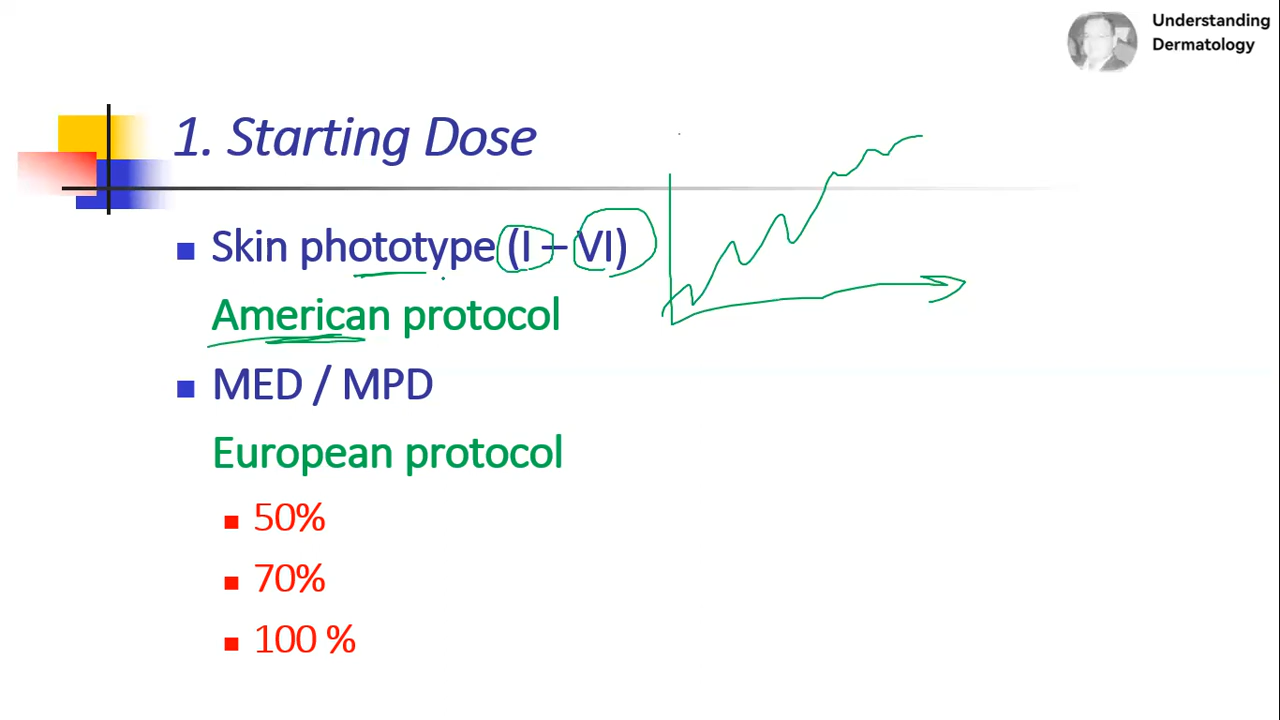 Understanding
Dermatology
1. Starting Dose
Skin phototype (I – VI)
American protocol
MED / MPD
European protocol
50%
70%
100 %